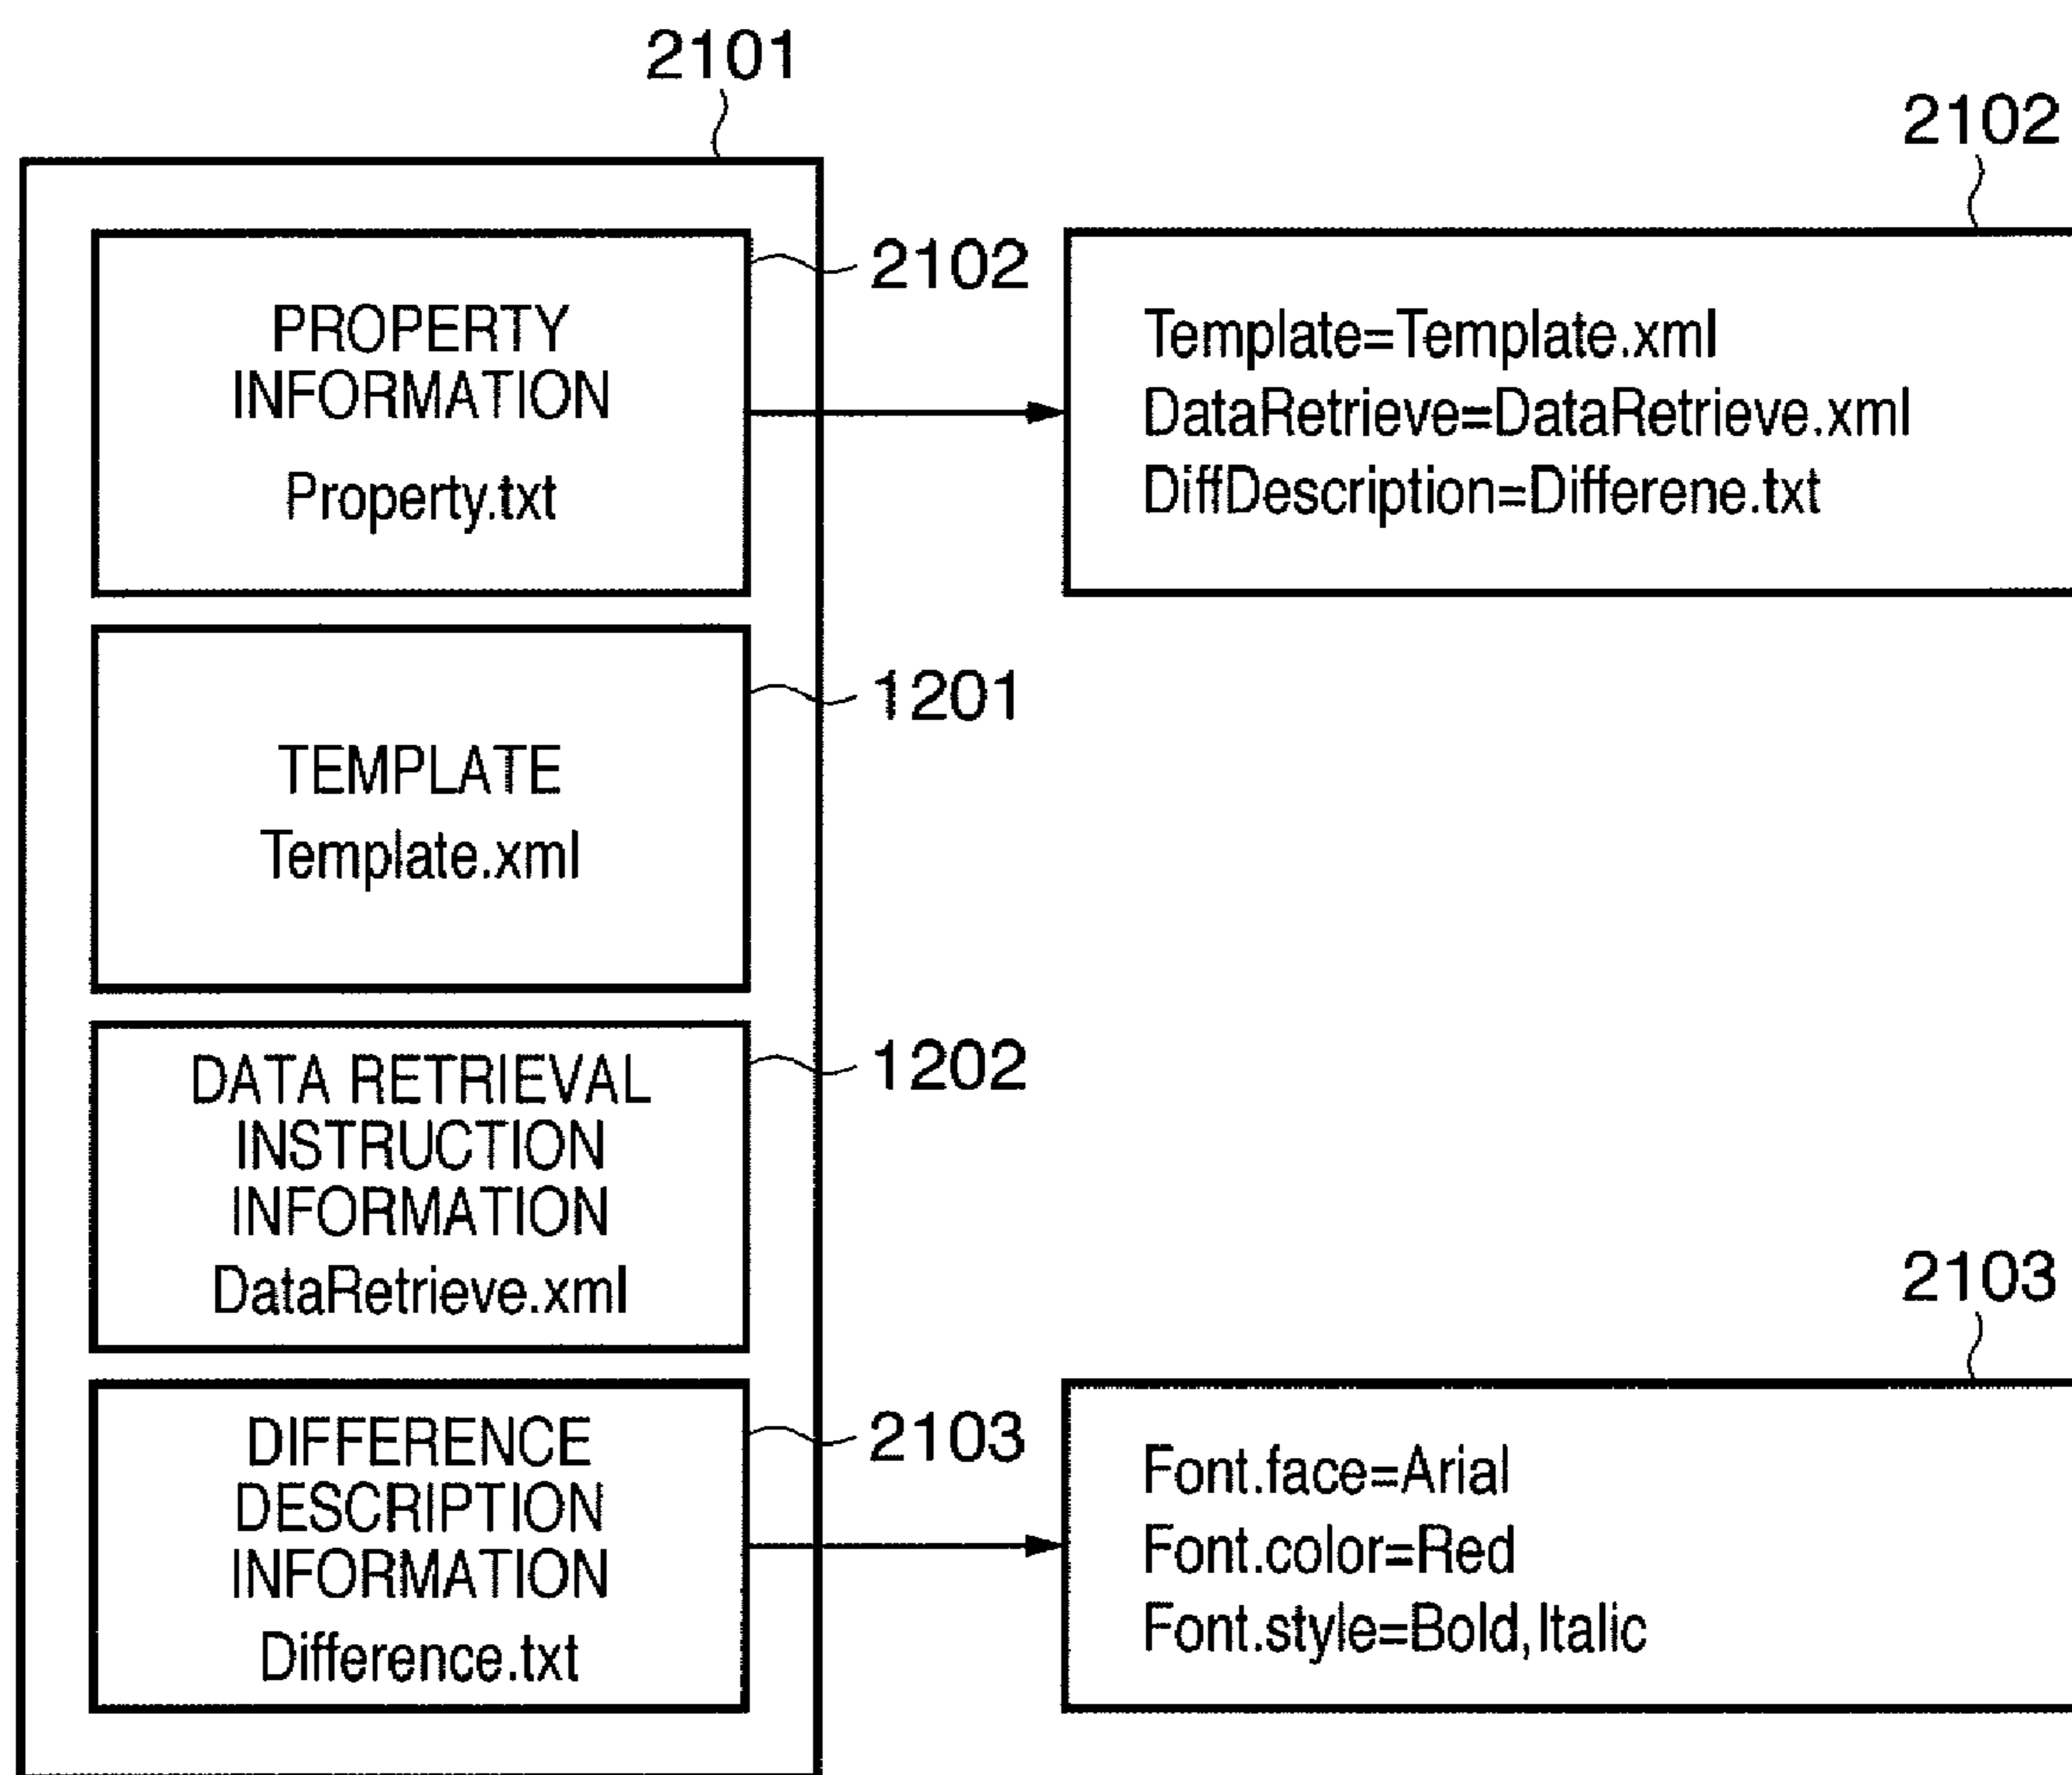 2101
2102
PROPERTY
INFORMATION
Property.txt
2102
Template=Template.xml
DataRetrieve=DataRetrieve.xml
DiffDescription=Differene.txt
1201
TEMPLATE
Template.xml
1202
DATA RETRIEVAL
INSTRUCTION
INFORMATION
DataRetrieve.xml
2103
DIFFERENCE
DESCRIPTION
INFORMATION
Difference.txt
2103
Font.face=Arial
Font.color=Red
Font.style=Bold,Italic